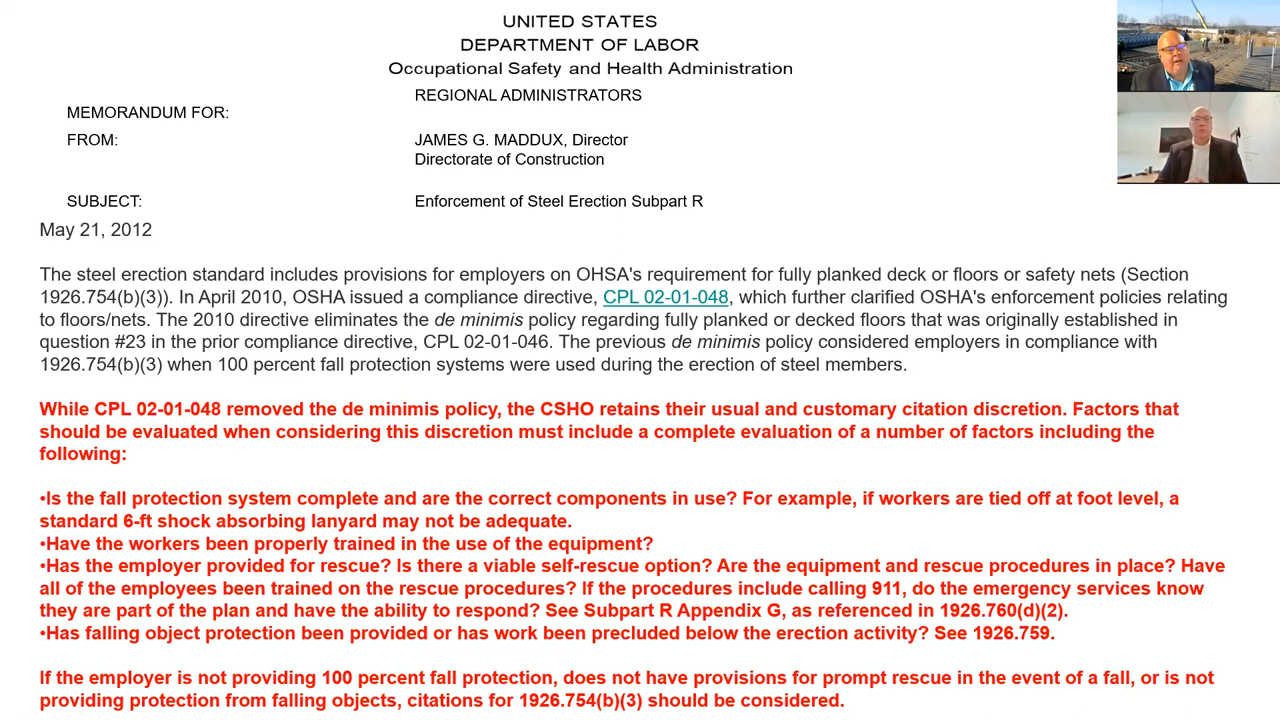 UNITED STATES
DEPARTMENT OF LABOR
Occupational Safety and Health Administration
MEMORANDUM FOR:
REGIONAL ADMINISTRATORS
FROM:
JAMES G. MADDUX, Director
Directorate of Construction
SUBJECT:
Enforcement of Steel Erection Subpart R
May 21, 2012
The steel erection standard includes provisions for employers on OHSA's requirement for fully planked deck or floors or safety nets (Section
1926.754(b)(3)). In April 2010, OSHA issued a compliance directive, CPL 02-01-048, which further clarified OSHA's enforcement policies relating
to floors/nets. The 2010 directive eliminates the de minimis policy regarding fully planked or decked floors that was originally established in
question #23 in the prior compliance directive, CPL 02-01-046. The previous de minimis policy considered employers in compliance with
1926.754(b)(3) when 100 percent fall protection systems were used during the erection of steel members.
While CPL 02-01-048 removed the de minimis policy, the CSHO retains their usual and customary citation discretion. Factors that
should be evaluated when considering this discretion must include a complete evaluation of a number of factors including the
following:
•Is the fall protection system complete and are the correct components in use? For example, if workers are tied off at foot level, a
standard 6-ft shock absorbing lanyard may not be adequate.
•Have the workers been properly trained in the use of the equipment?
•Has the employer provided for rescue? Is there a viable self-rescue option? Are the equipment and rescue procedures in place? Have
all of the employees been trained on the rescue procedures? If the procedures include calling 911, do the emergency services know
they are part of the plan and have the ability to respond? See Subpart R Appendix G, as referenced in 1926.760(d)(2).
•Has falling object protection been provided or has work been precluded below the erection activity? See 1926.759.
If the employer is not providing 100 percent fall protection, does not have provisions for prompt rescue in the event of a fall, or is not
providing protection from falling objects, citations for 1926.754(b)(3) should be considered.